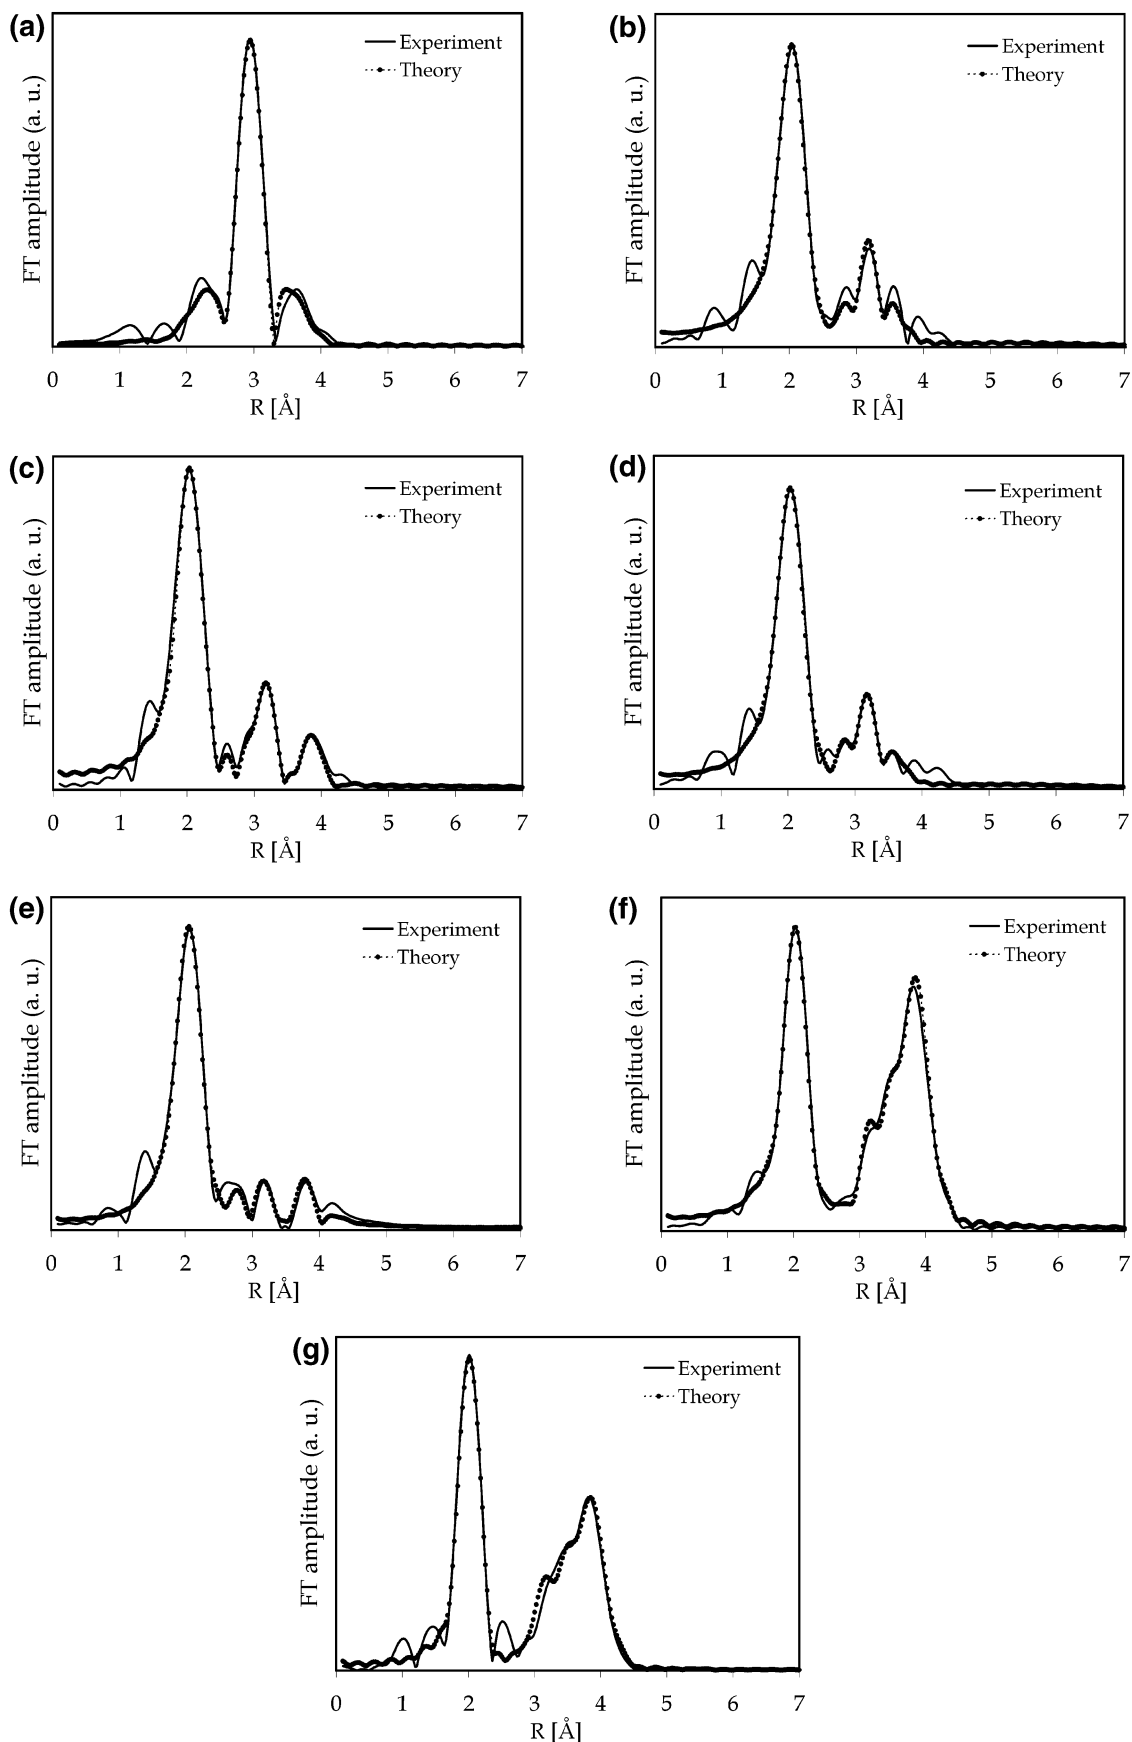 (a)
Experiment
Theory
FT amplitude (a. u.)
0 1 2 3 4 5 6 7
R [Å]
(b)
Experiment
Theory
FT amplitude (a. u.)
0 1 2 3 4 5 6 7
R [Å]
(c)
Experiment
Theory
FT amplitude (a. u.)
0 1 2 3 4 5 6 7
R [Å]
(d)
Experiment
Theory
FT amplitude (a. u.)
0 1 2 3 4 5 6 7
R [Å]
(e)
Experiment
Theory
FT amplitude (a. u.)
0 1 2 3 4 5 6 7
R [Å]
(f)
Experiment
Theory
FT amplitude (a. u.)
0 1 2 3 4 5 6 7
R [Å]
(g)
Experiment
Theory
FT amplitude (a. u.)
0 1 2 3 4 5 6 7
R [Å]